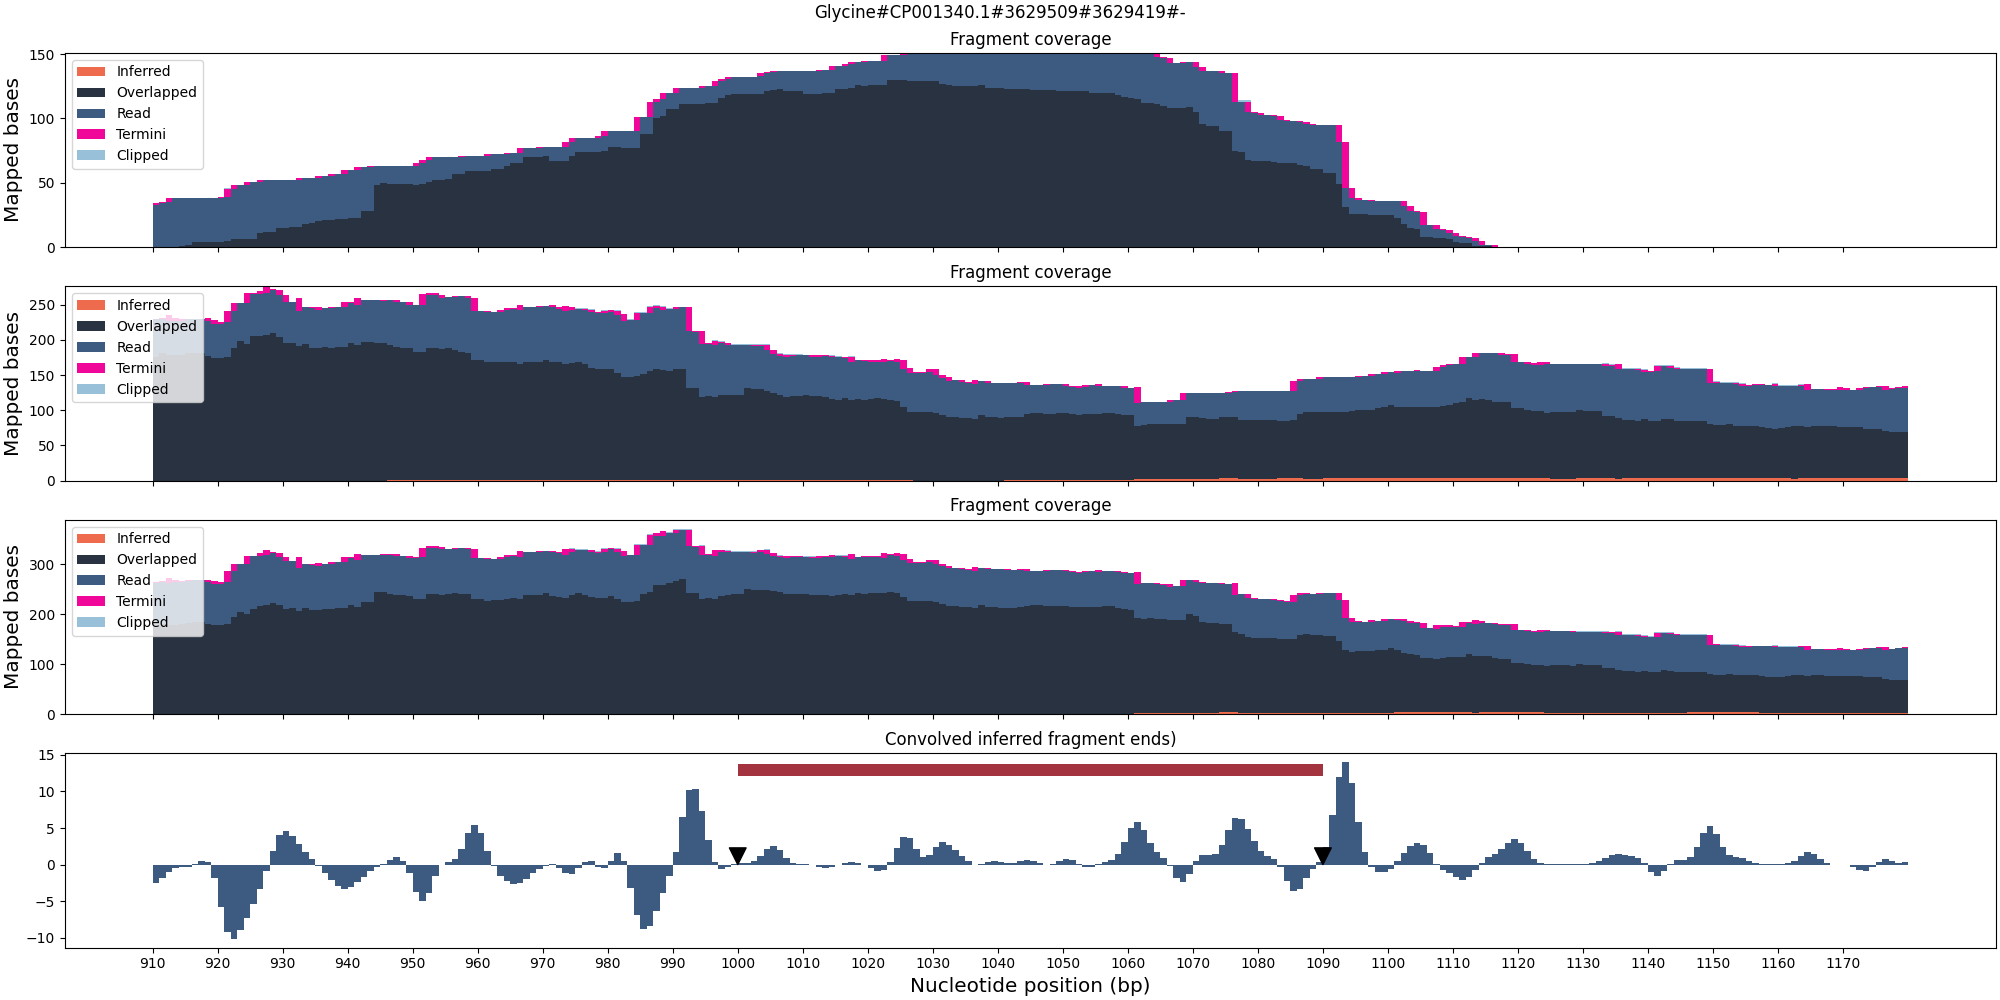 Glycine#CP001340.1#3629509#3629419#-
Fragment coverage
Mapped bases
150
100
50
0
Inferred
Overlapped
Read
Termini
Clipped
Fragment coverage
Mapped bases
250
200
150
100
50
0
Inferred
Overlapped
Read
Termini
Clipped
Fragment coverage
Mapped bases
300
200
100
0
Inferred
Overlapped
Read
Termini
Clipped
Convolved inferred fragment ends)
15
10
5
0
−5
−10
910 920 930 940 950 960 970 980 990 1000 1010 1020 1030 1040 1050 1060 1070 1080 1090 1100 1110 1120 1130 1140 1150 1160 1170
Nucleotide position (bp)